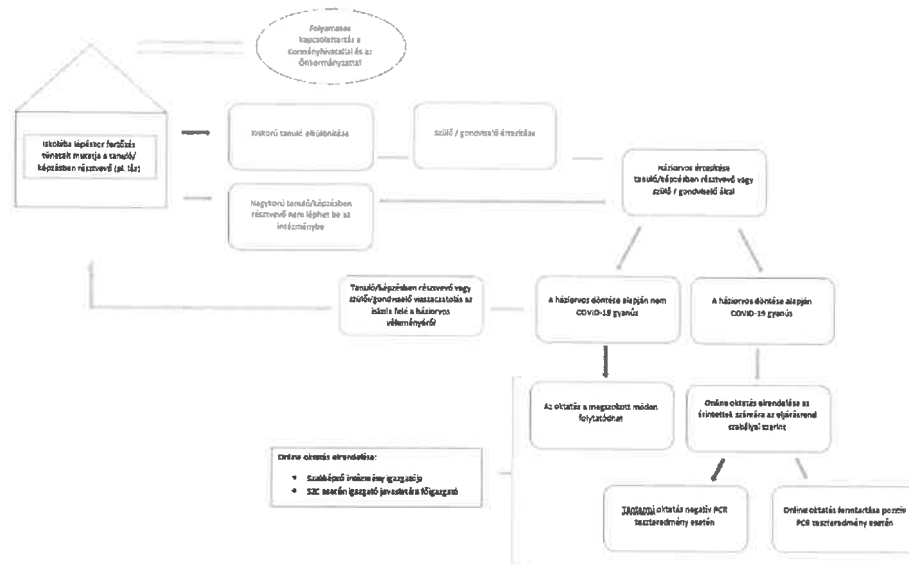 Folyamatos
kapcsolattartás a
Kormányhivatallal és az
Önkormányzattal
Iskolába lépéskor fertőzés
tüneteit mutatja a tanuló/
képzésben résztvevő (pl. láz)
Kiskorú tanuló elkülönítése
Szülő / gondviselő értesítése
Háziorvos értesítése
tanuló/képzésben résztvevő vagy
szülő / gondviselő által
Nagykorú tanuló/képzésben
résztvevő nem léphet be az
intézménybe
Tanuló/képzésben részvevő vagy
szülő/gondviselő visszacsatolás az
iskola felé a háziorvos
véleményéről
A háziorvos döntése alapján nem
COVID-19 gyanús
A háziorvos döntése alapján
COVID-19 gyanús
Az oktatás a megszokott módon
folytatódhat
Online oktatás elrendelése az
érintettek számára az eljárásrend
szabályai szerint
Online oktatás elrendelése:
• Szakképző intézmény igazgatója
• SZC esetén igazgató javaslatára főigazgató
Tantermi oktatás negatív PCR
teszteredmény esetén
Online oktatás fenntartása pozitív
PCR teszteredmény esetén